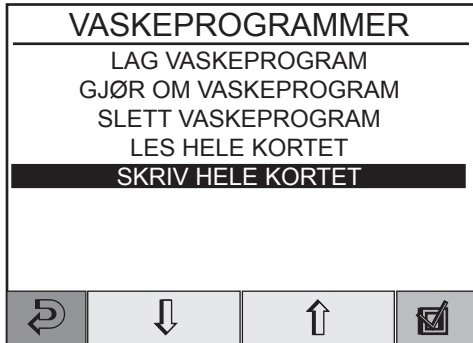 VASKEPROGRAMMER
LAG VASKEPROGRAM
GJØR OM VASKEPROGRAM
SLETT VASKEPROGRAM
LES HELE KORTET
SKRIV HELE KORTET